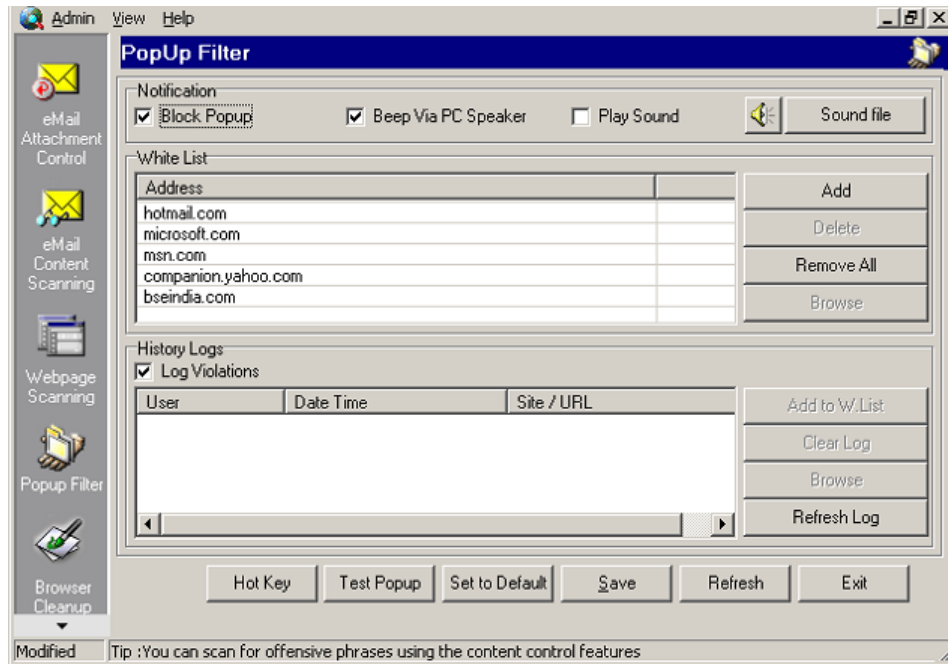 Admin View Help
PopUp Filter
eMail
Attachment
Control
eMail
Content
Scanning
Webpage
Scanning
Popup Filter
Browser
Cleanup
Notification
Block Popup Beep Via PC Speaker Play Sound Sound file
White List
Address
hotmail.com
microsoft.com
msn.com
companion.yahoo.com
bseindia.com
Add
Delete
Remove All
Browse
History Logs
Log Violations
User Date Time Site / URL
Add to W.List
Clear Log
Browse
Refresh Log
Hot Key Test Popup Set to Default Save Refresh Exit
Modified Tip :You can scan for offensive phrases using the content control features